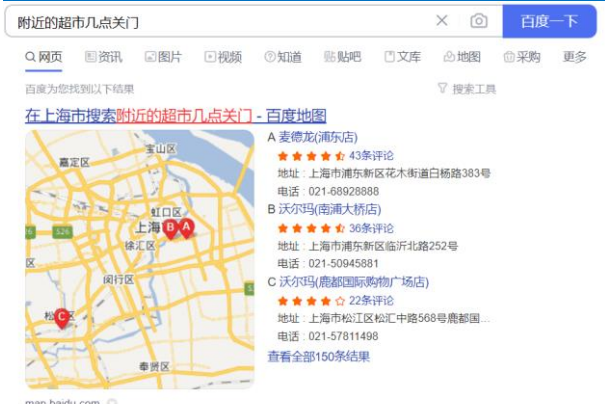 附近的超市几点关门
百度一下
网页 资讯 图片 视频 知道 贴吧 文库 地图 采购 更多
百度为您找到以下结果 搜索工具
在上海市搜索附近的超市几点关门 - 百度地图
A 麦德龙(浦东店)
43条评论
地址：上海市浦东新区花木街道白杨路383号
电话：021-68928888
B 沃尔玛(南浦大桥店)
36条评论
地址：上海市浦东新区临沂北路252号
电话：021-50945881
C 沃尔玛(鹿都国际购物广场店)
22条评论
地址：上海市松江区松汇中路568号鹿都国...
电话：021-57811498
查看全部150条结果
宝山区
嘉定区
虹口区
上海 B A
徐汇区
闵行区
C
奉贤区
map.baidu.com